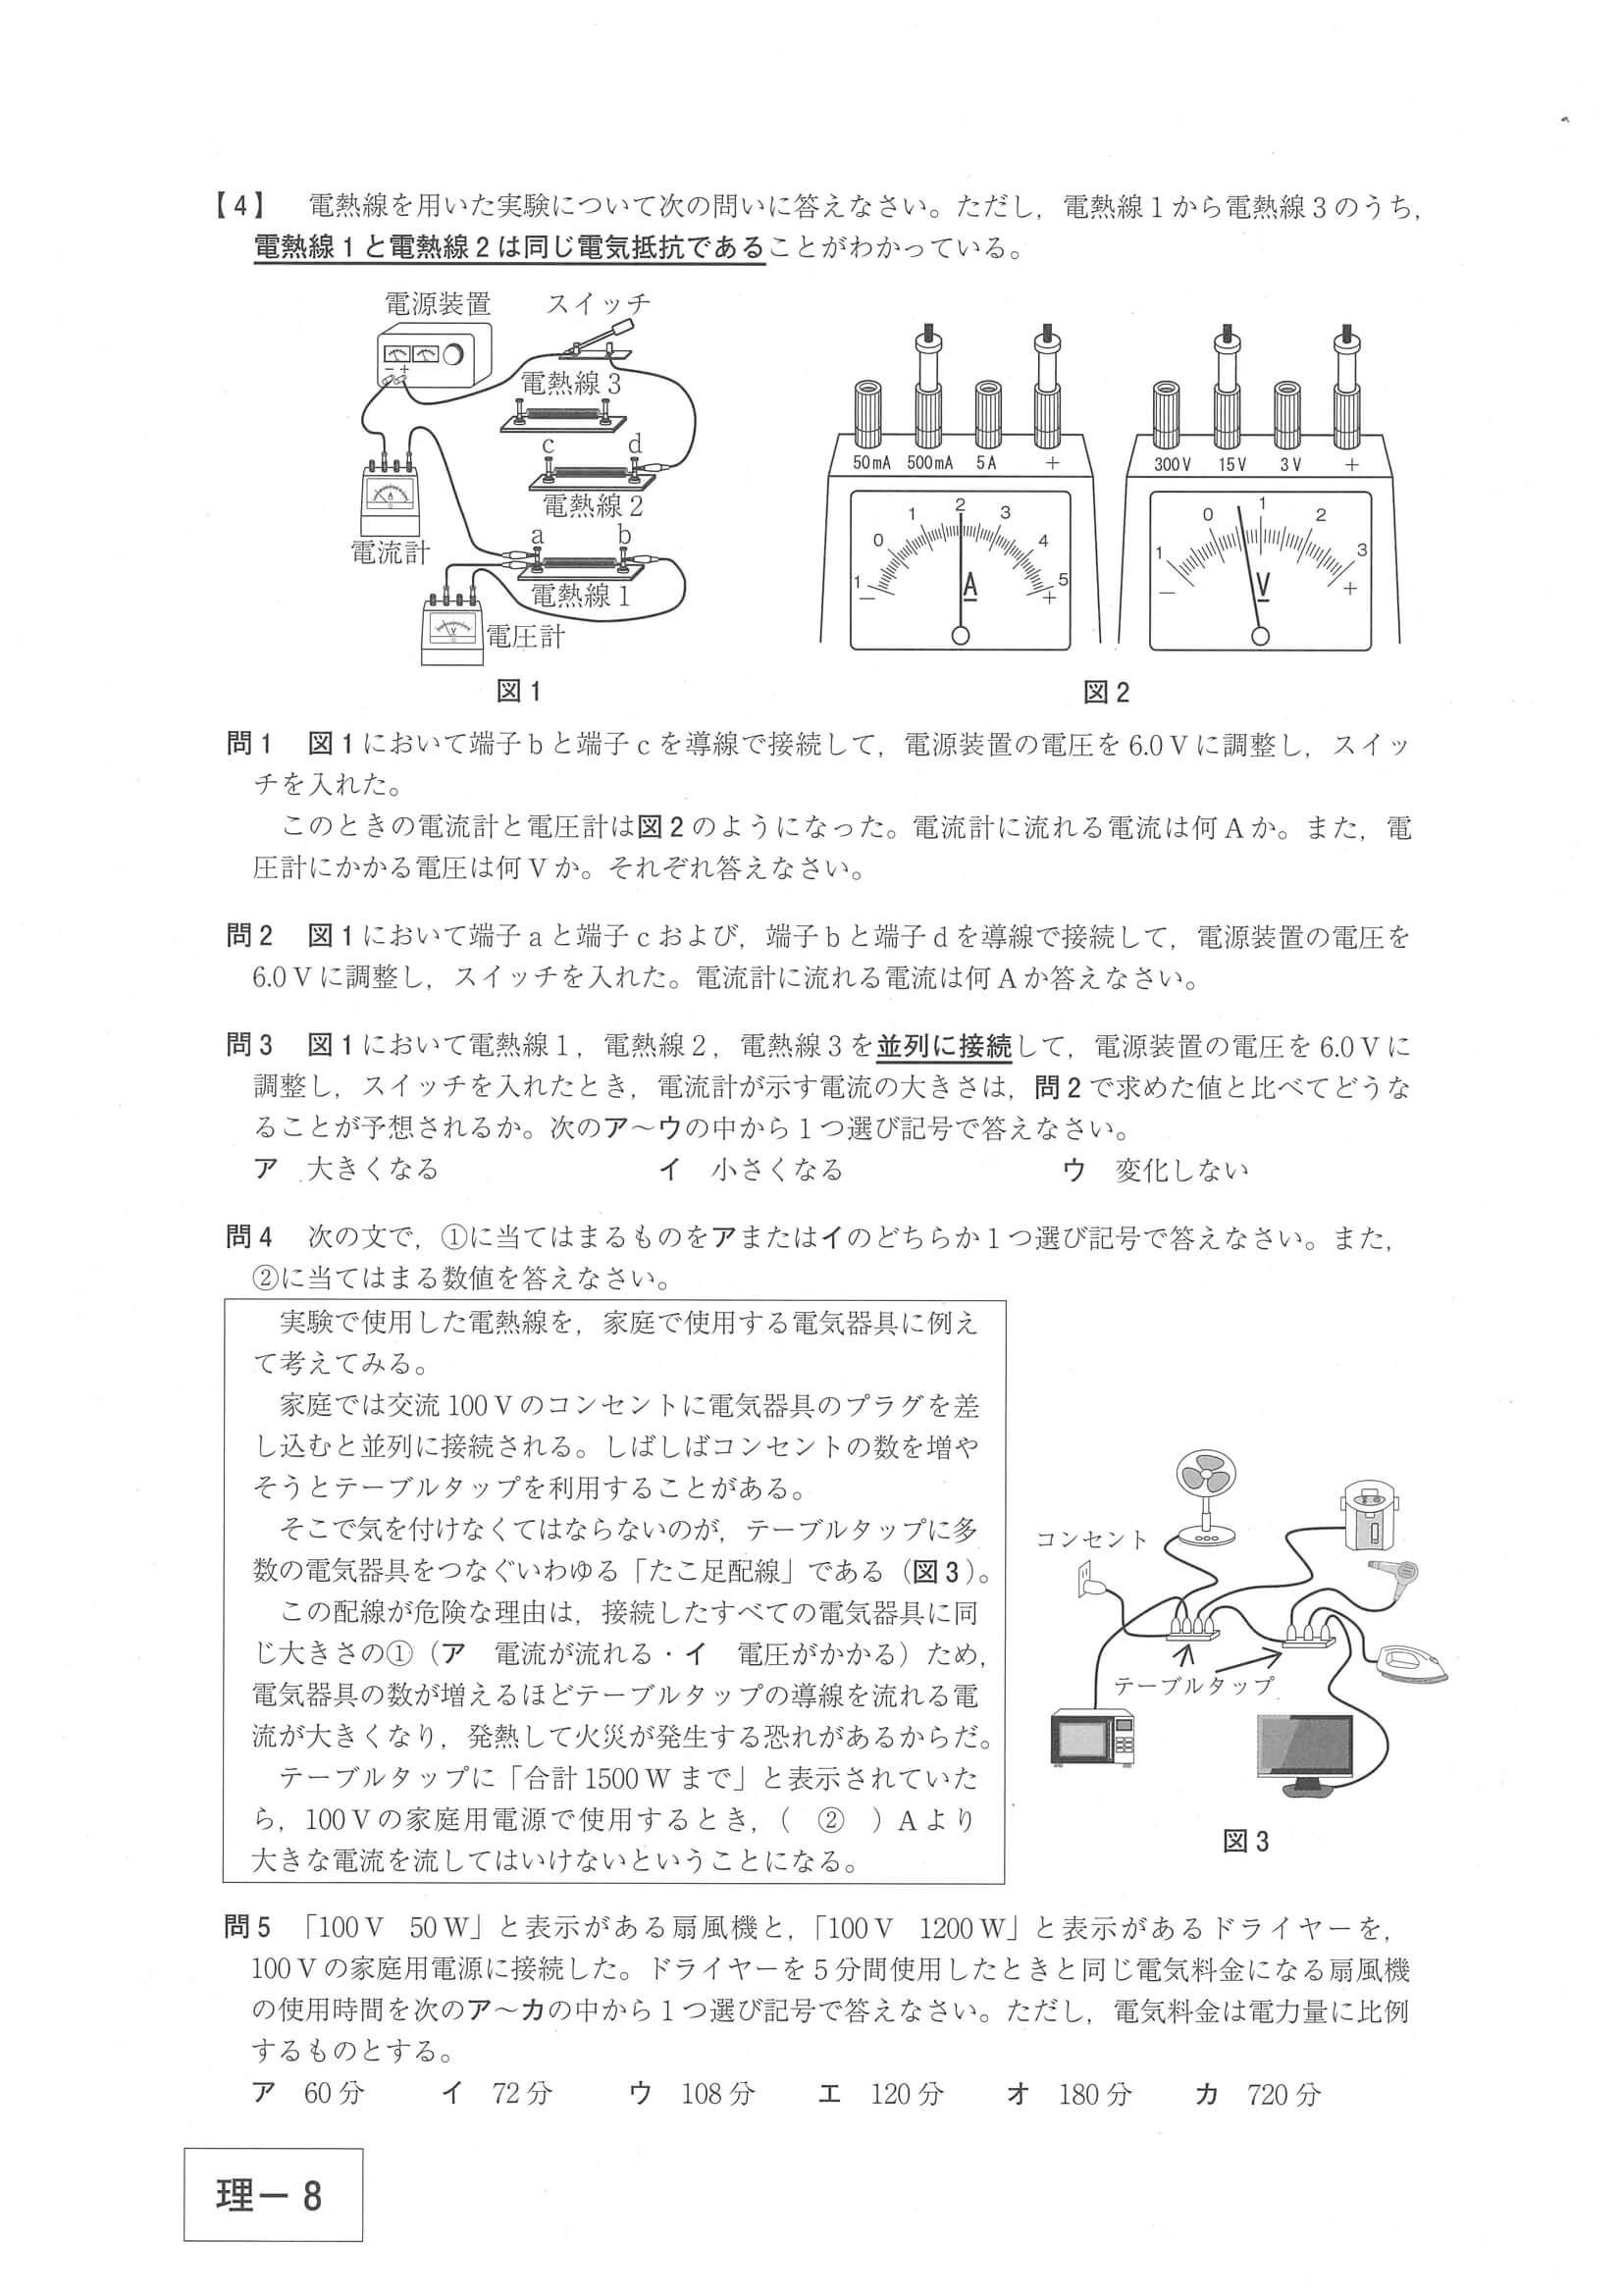 【4】 電熱線を用いた実験について次の問いに答えなさい。ただし，電熱線1から電熱線3のうち，
電熱線1と電熱線2は同じ電気抵抗であることがわかっている。
電源装置
スイッチ
電熱線3
c
d
電熱線2
a
b
電流計
電熱線1
電圧計
図1
50mA 500mA 5A +
1 0 1 2 3 4 5
− A +
300V 15V 3V +
1 0 1 2 3
− V +
図2
問1 図1において端子bと端子cを導線で接続して，電源装置の電圧を6.0Vに調整し，スイッ
チを入れた。
このときの電流計と電圧計は図2のようになった。電流計に流れる電流は何Aか。また，電
圧計にかかる電圧は何Vか。それぞれ答えなさい。
問2 図1において端子aと端子cおよび，端子bと端子dを導線で接続して，電源装置の電圧を
6.0Vに調整し，スイッチを入れた。電流計に流れる電流は何Aか答えなさい。
問3 図1において電熱線1，電熱線2，電熱線3を並列に接続して，電源装置の電圧を6.0Vに
調整し，スイッチを入れたとき，電流計が示す電流の大きさは，問2で求めた値と比べてどうな
ることが予想されるか。次のア～ウの中から1つ選び記号で答えなさい。
ア 大きくなる イ 小さくなる ウ 変化しない
問4 次の文で，①に当てはまるものをアまたはイのどちらか1つ選び記号で答えなさい。また，
②に当てはまる数値を答えなさい。
実験で使用した電熱線を，家庭で使用する電気器具に例え
て考えてみる。
家庭では交流100Vのコンセントに電気器具のプラグを差
し込むと並列に接続される。しばしばコンセントの数を増や
そうとテーブルタップを利用することがある。
そこで気を付けなくてはならないのが，テーブルタップに多
数の電気器具をつなぐいわゆる「たこ足配線」である（図3）。
この配線が危険な理由は，接続したすべての電気器具に同
じ大きさの①（ア 電流が流れる・イ 電圧がかかる）ため，
電気器具の数が増えるほどテーブルタップの導線を流れる電
流が大きくなり，発熱して火災が発生する恐れがあるからだ。
テーブルタップに「合計1500Wまで」と表示されていた
ら，100Vの家庭用電源で使用するとき，（ ② ）Aより
大きな電流を流してはいけないということになる。
コンセント
テーブルタップ
図3
問5 「100V 50W」と表示がある扇風機と，「100V 1200W」と表示があるドライヤーを，
100Vの家庭用電源に接続した。ドライヤーを5分間使用したときと同じ電気料金になる扇風機
の使用時間を次のア～カの中から1つ選び記号で答えなさい。ただし，電気料金は電力量に比例
するものとする。
ア 60分 イ 72分 ウ 108分 エ 120分 オ 180分 カ 720分
理－8